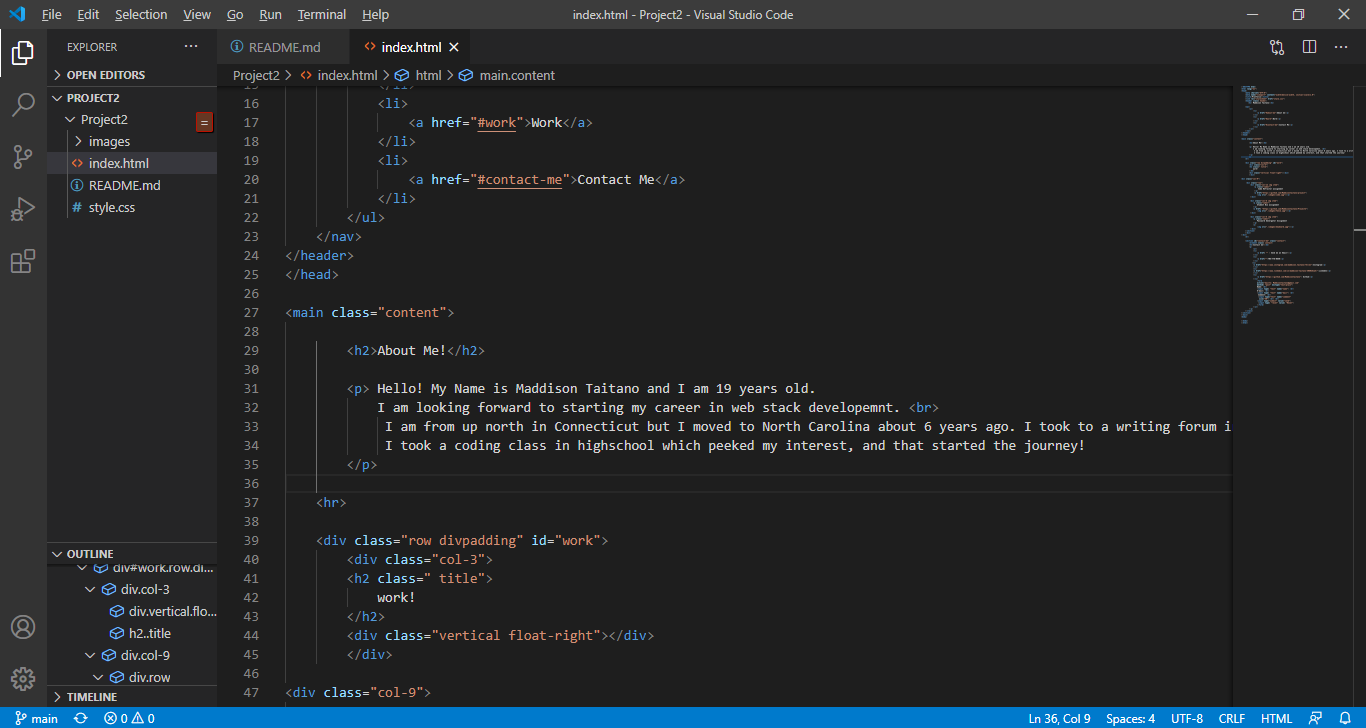 File Edit Selection View Go Run Terminal Help index.html - Project2 - Visual Studio Code
EXPLORER
OPEN EDITORS
PROJECT2
Project2
images
index.html
README.md
style.css
OUTLINE
div#work.row.di...
div.col-3
div.vertical.flo...
h2..title
div.col-9
div.row
TIMELINE
README.md index.html
Project2 > index.html > html > main.content
15 </li>
16 <li>
17 <a href="#work">Work</a>
18 </li>
19 <li>
20 <a href="#contact-me">Contact Me</a>
21 </li>
22 </ul>
23 </nav>
24 </header>
25 </head>
26
27 <main class="content">
28
29 <h2>About Me!</h2>
30
31 <p> Hello! My Name is Maddison Taitano and I am 19 years old.
32 I am looking forward to starting my career in web stack developemnt. <br>
33 I am from up north in Connecticut but I moved to North Carolina about 6 years ago. I took to a writing forum i
34 I took a coding class in highschool which peeked my interest, and that started the journey!
35 </p>
36
37 <hr>
38
39 <div class="row divpadding" id="work">
40 <div class="col-3">
41 <h2 class=" title">
42 work!
43 </h2>
44 <div class="vertical float-right"></div>
45 </div>
46
47 <div class="col-9">
main 0 0 Ln 36, Col 9 Spaces: 4 UTF-8 CRLF HTML